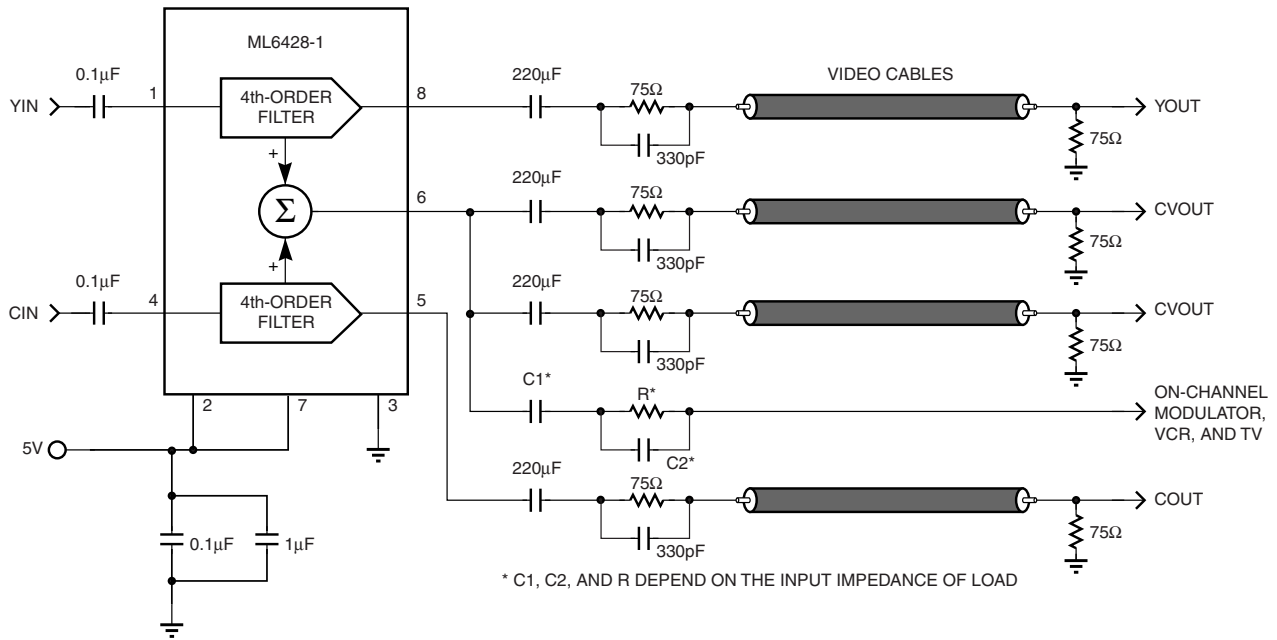 ML6428-1
0.1µF
220µF
75Ω
VIDEO CABLES
YIN
1
4th-ORDER
FILTER
8
YOUT
330pF
75Ω
+
220µF
75Ω
6
CVOUT
Σ
330pF
75Ω
0.1µF
+
220µF
75Ω
CIN
4
4th-ORDER
FILTER
5
CVOUT
330pF
75Ω
C1*
R*
ON-CHANNEL
MODULATOR,
VCR, AND TV
2
7
3
5V
C2*
220µF
75Ω
COUT
0.1µF
1µF
330pF
75Ω
* C1, C2, AND R DEPEND ON THE INPUT IMPEDANCE OF LOAD